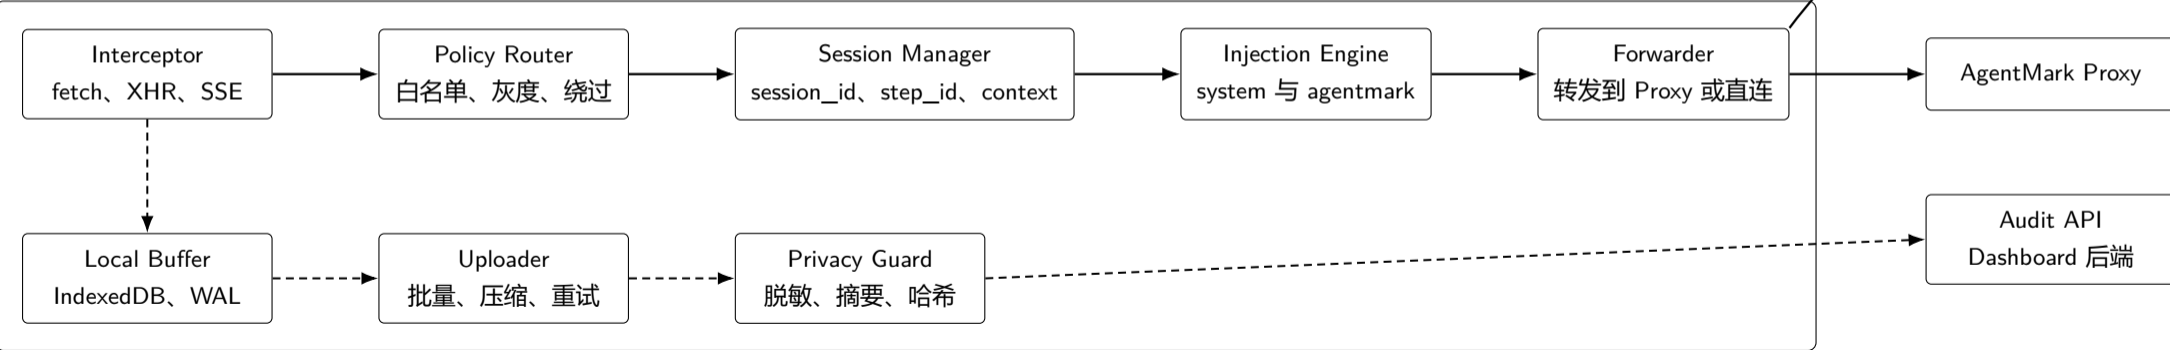 Interceptor
fetch、XHR、SSE
Policy Router
白名单、灰度、绕过
Session Manager
session_id、step_id、context
Injection Engine
system 与 agentmark
Forwarder
转发到 Proxy 或直连
AgentMark Proxy
Local Buffer
IndexedDB、WAL
Uploader
批量、压缩、重试
Privacy Guard
脱敏、摘要、哈希
Audit API
Dashboard 后端